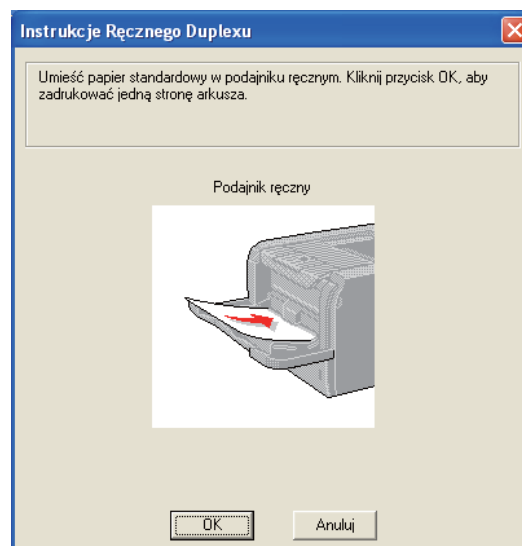 Instrukcje Ręcznego Duplexu
Umieść papier standardowy w podajniku ręcznym. Kliknij przycisk OK, aby
zadrukować jedną stronę arkusza.
Podajnik ręczny
OK
Anuluj